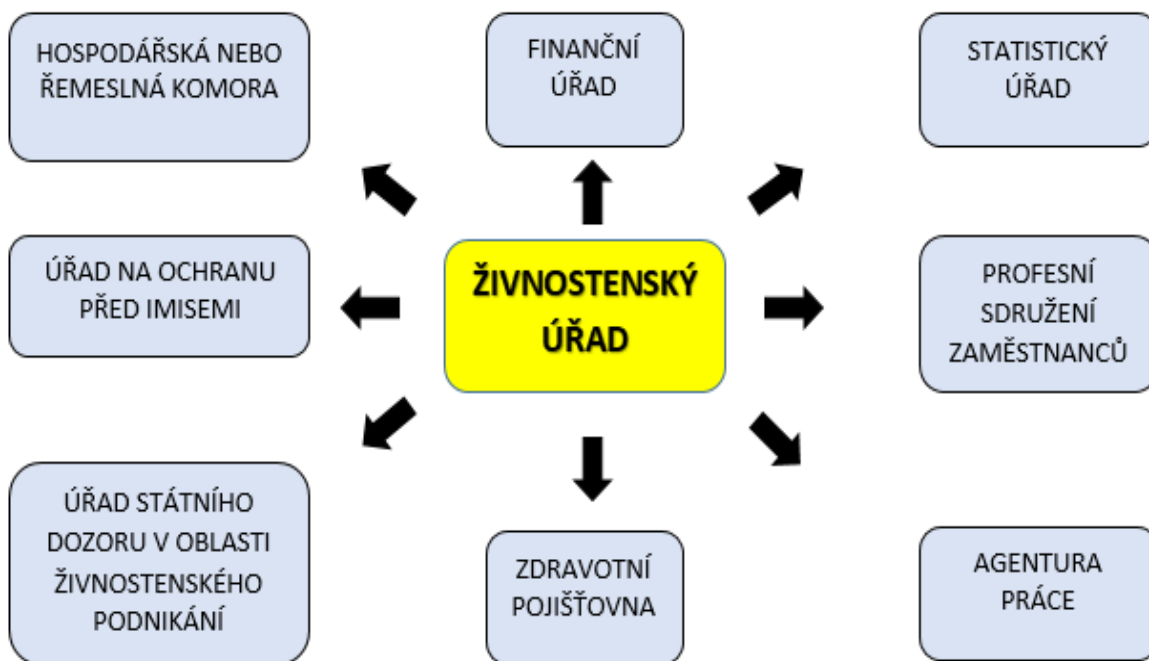 HOSPODÁŘSKÁ NEBO
ŘEMESLNÁ KOMORA
FINANČNÍ
ÚŘAD
STATISTICKÝ
ÚŘAD
ÚŘAD NA OCHRANU
PŘED IMISEMI
ŽIVNOSTENSKÝ
ÚŘAD
PROFESNÍ
SDRUŽENÍ
ZAMĚSTNANCŮ
ÚŘAD STÁTNÍHO
DOZORU V OBLASTI
ŽIVNOSTENSKÉHO
PODNIKÁNÍ
ZDRAVOTNÍ
POJIŠŤOVNA
AGENTURA
PRÁCE